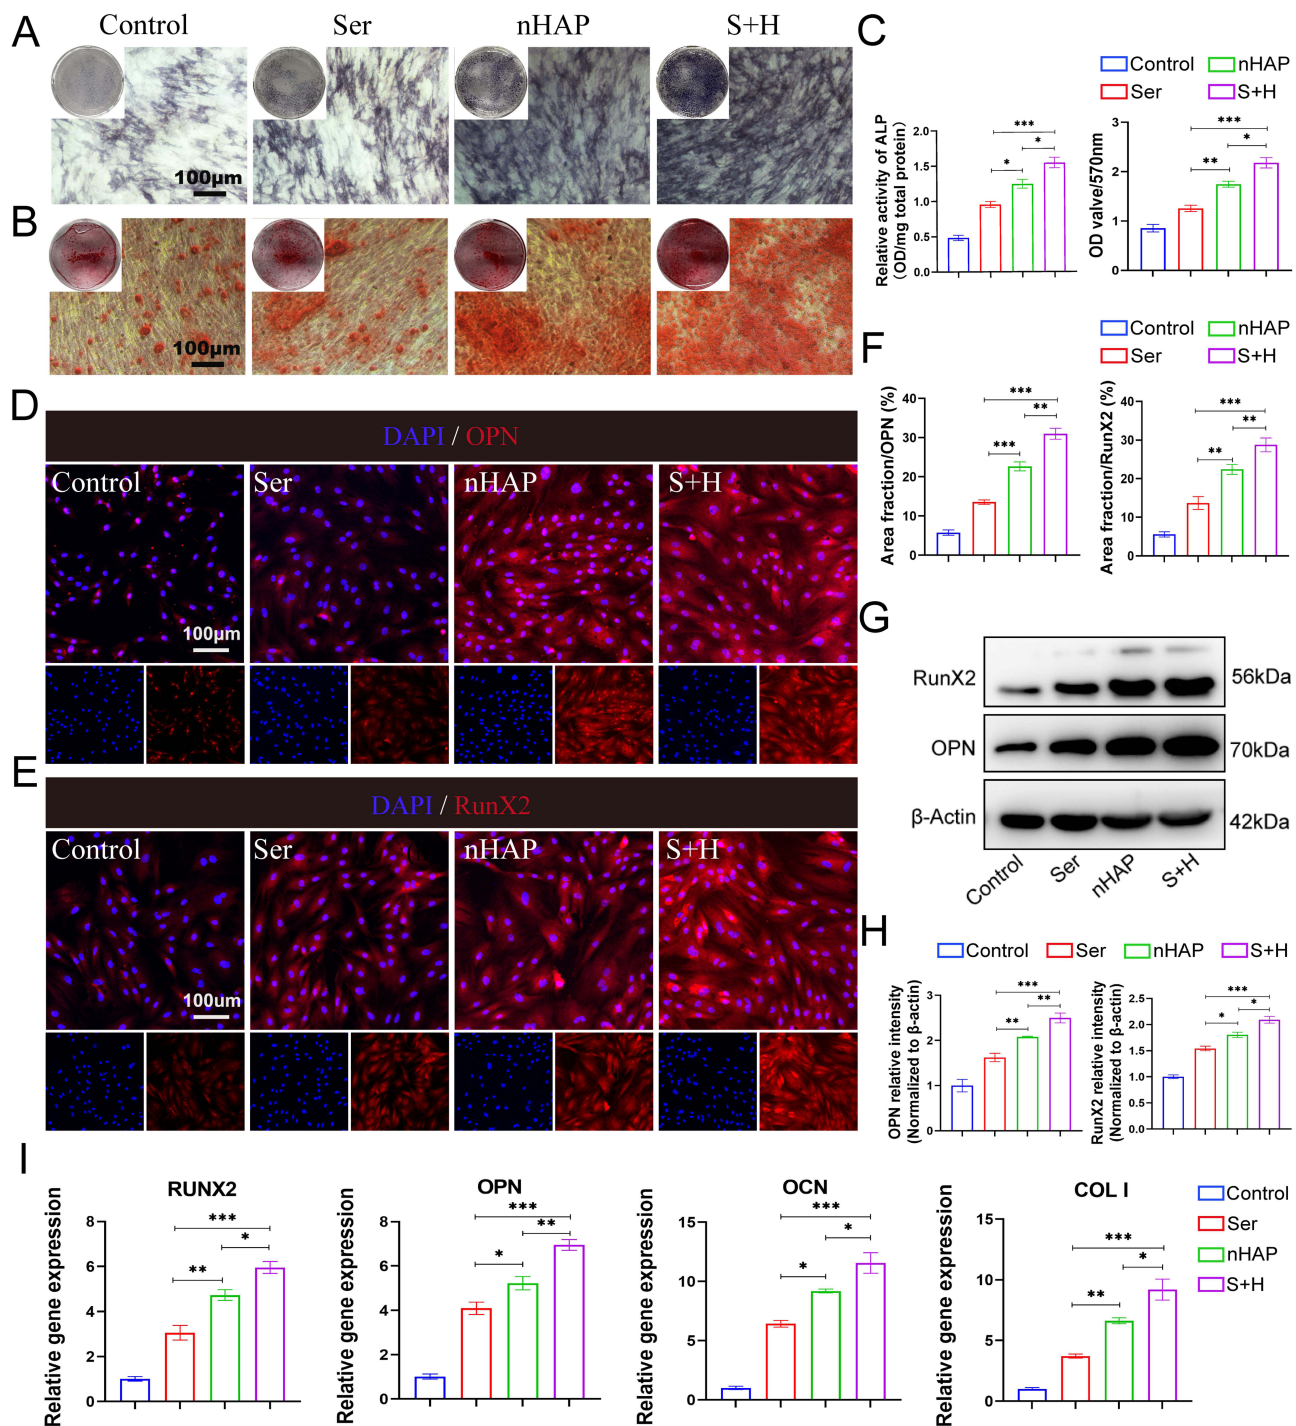 A
Control
Ser
nHAP
S+H
100μm
B
100μm
C
Control
nHAP
Ser
S+H
Relative activity of ALP
(OD/mg total protein)
2.0
1.5
1.0
0.5
0.0
***
*
*
OD valve/570nm
3
2
1
0
***
*
**
D
DAPI / OPN
Control
Ser
nHAP
S+H
100μm
E
DAPI / RunX2
Control
Ser
nHAP
S+H
100um
F
Control
nHAP
Ser
S+H
Area fraction/OPN (%)
40
30
20
10
0
***
**
***
Area fraction/RunX2 (%)
40
30
20
10
0
***
**
**
G
RunX2
56kDa
OPN
70kDa
β-Actin
42kDa
Control
Ser
nHAP
S+H
H
Control
Ser
nHAP
S+H
OPN relative intensity
(Normalized to β-actin)
3
2
1
0
***
**
**
RunX2 relative intensity
(Normalized to β-actin)
2.5
2.0
1.5
1.0
0.5
0.0
***
*
*
I
RUNX2
Relative gene expression
8
6
4
2
0
***
*
**
OPN
Relative gene expression
8
6
4
2
0
***
**
*
OCN
Relative gene expression
15
10
5
0
***
*
*
COL I
Relative gene expression
15
10
5
0
***
*
**
Control
Ser
nHAP
S+H